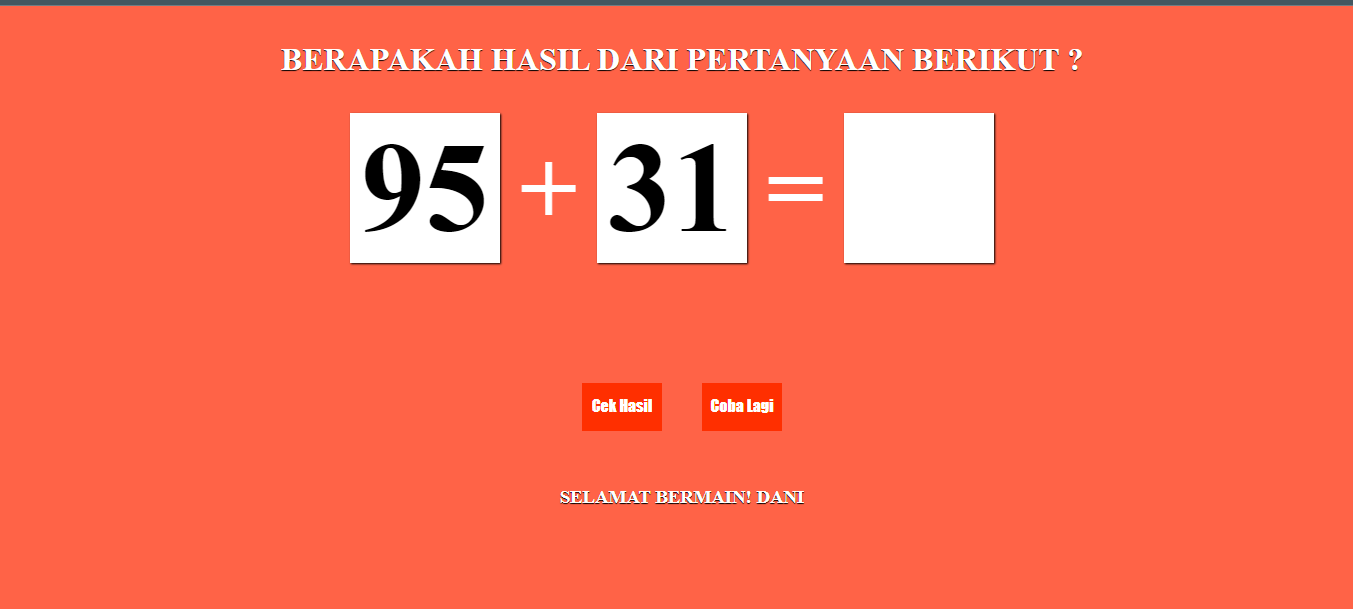 BERAPAKAH HASIL DARI PERTANYAAN BERIKUT ?
95 + 31 =
Cek Hasil Coba Lagi
SELAMAT BERMAIN! DANI